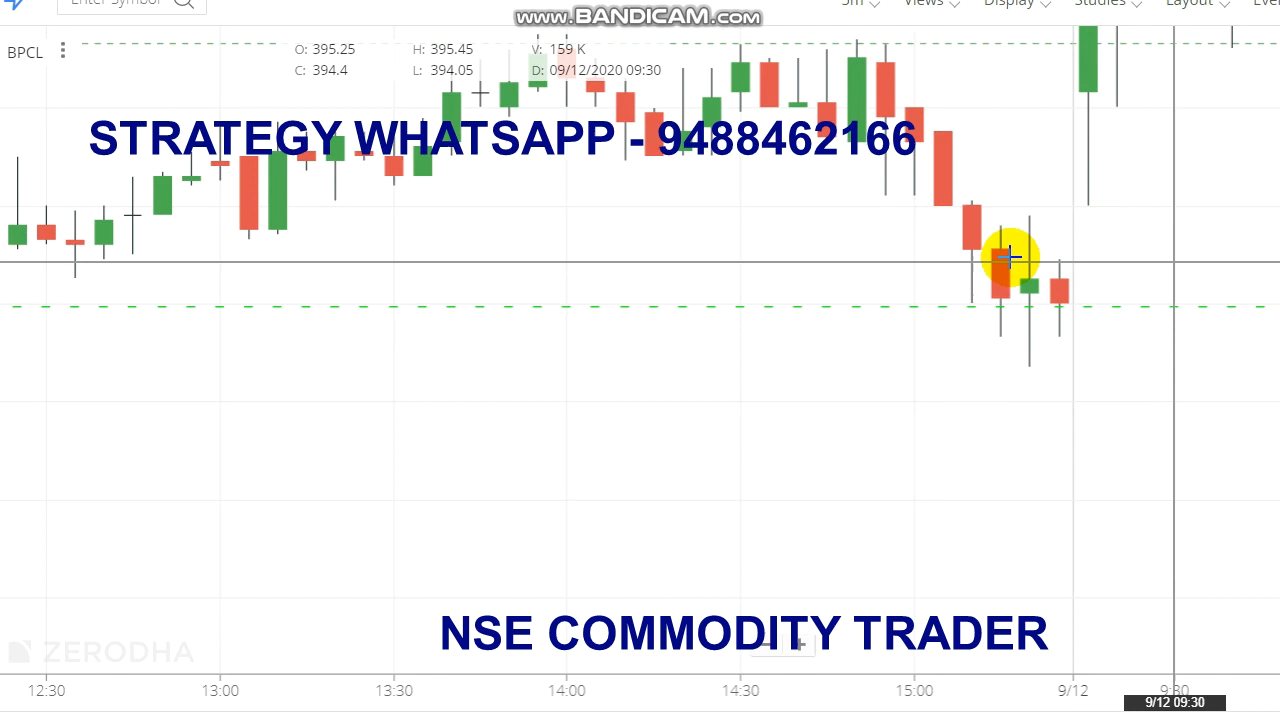 www.BANDICAM.com
Enter Symbol
5m Views Display Studies Layout
BPCL
O: 395.25 H: 395.45 V: 159 K
C: 394.4 L: 394.05 D: 09/12/2020 09:30
STRATEGY WHATSAPP - 9488462166
NSE COMMODITY TRADER
ZERODHA
12:30 13:00 13:30 14:00 14:30 15:00 9/12 9:30
9/12 09:30